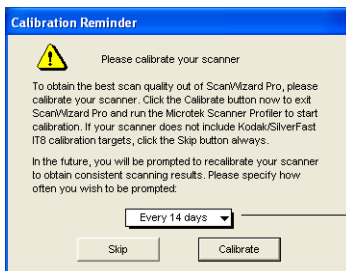 Calibration Reminder
Please calibrate your scanner
To obtain the best scan quality out of ScanWizard Pro, please
calibrate your scanner. Click the Calibrate button now to exit
ScanWizard Pro and run the Microtek Scanner Profiler to start
calibration. If your scanner does not include Kodak/SilverFast
IT8 calibration targets, click the Skip button always.
In the future, you will be prompted to recalibrate your scanner
to obtain consistent scanning results. Please specify how
often you wish to be prompted:
Every 14 days
Skip Calibrate